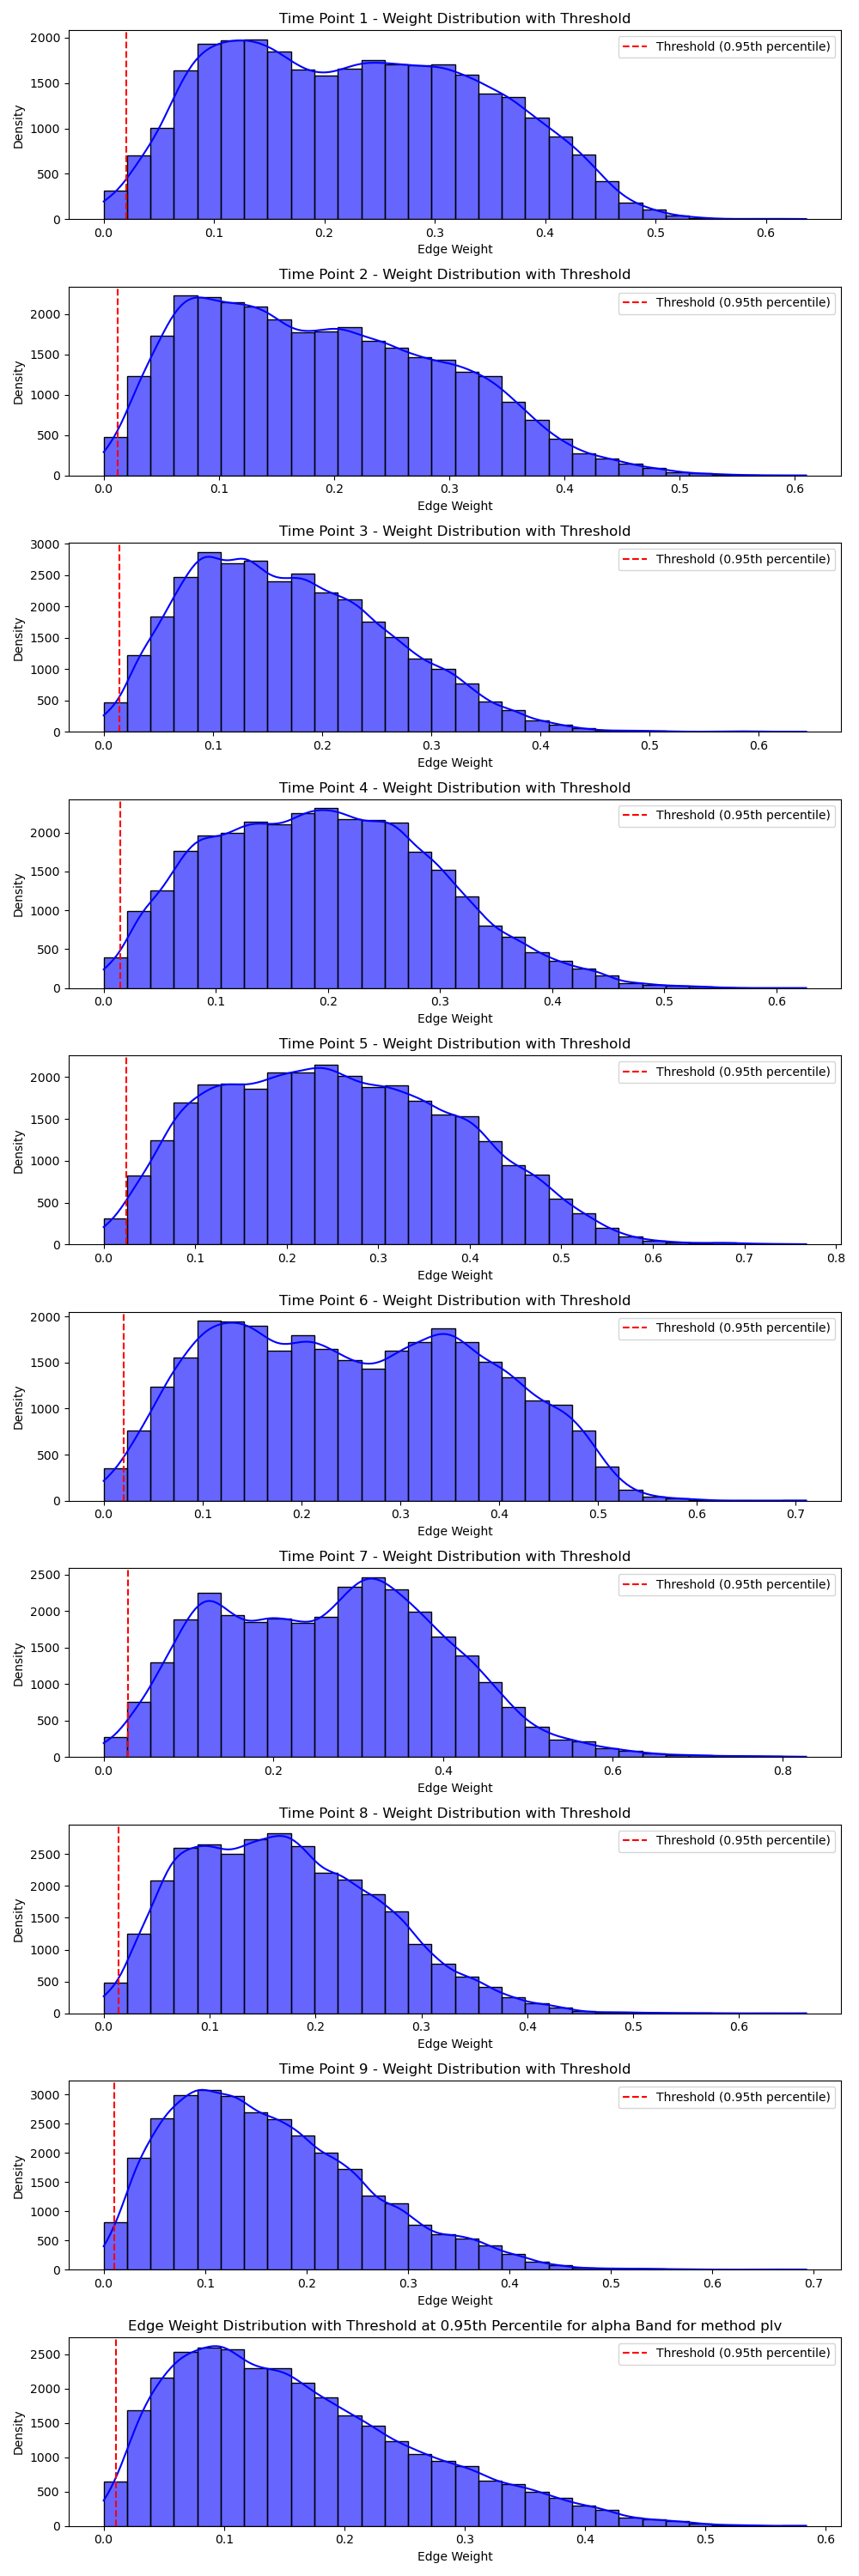 Time Point 1 - Weight Distribution with Threshold
Threshold (0.95th percentile)
2000
1500
1000
500
0
Density
0.0 0.1 0.2 0.3 0.4 0.5 0.6
Edge Weight
Time Point 2 - Weight Distribution with Threshold
Threshold (0.95th percentile)
2000
1500
1000
500
0
Density
0.0 0.1 0.2 0.3 0.4 0.5 0.6
Edge Weight
Time Point 3 - Weight Distribution with Threshold
Threshold (0.95th percentile)
3000
2500
2000
1500
1000
500
0
Density
0.0 0.1 0.2 0.3 0.4 0.5 0.6
Edge Weight
Time Point 4 - Weight Distribution with Threshold
Threshold (0.95th percentile)
2000
1500
1000
500
0
Density
0.0 0.1 0.2 0.3 0.4 0.5 0.6
Edge Weight
Time Point 5 - Weight Distribution with Threshold
Threshold (0.95th percentile)
2000
1500
1000
500
0
Density
0.0 0.1 0.2 0.3 0.4 0.5 0.6 0.7 0.8
Edge Weight
Time Point 6 - Weight Distribution with Threshold
Threshold (0.95th percentile)
2000
1500
1000
500
0
Density
0.0 0.1 0.2 0.3 0.4 0.5 0.6 0.7
Edge Weight
Time Point 7 - Weight Distribution with Threshold
Threshold (0.95th percentile)
2500
2000
1500
1000
500
0
Density
0.0 0.2 0.4 0.6 0.8
Edge Weight
Time Point 8 - Weight Distribution with Threshold
Threshold (0.95th percentile)
2500
2000
1500
1000
500
0
Density
0.0 0.1 0.2 0.3 0.4 0.5 0.6
Edge Weight
Time Point 9 - Weight Distribution with Threshold
Threshold (0.95th percentile)
3000
2500
2000
1500
1000
500
0
Density
0.0 0.1 0.2 0.3 0.4 0.5 0.6 0.7
Edge Weight
Edge Weight Distribution with Threshold at 0.95th Percentile for alpha Band for method plv
Threshold (0.95th percentile)
2500
2000
1500
1000
500
0
Density
0.0 0.1 0.2 0.3 0.4 0.5 0.6
Edge Weight